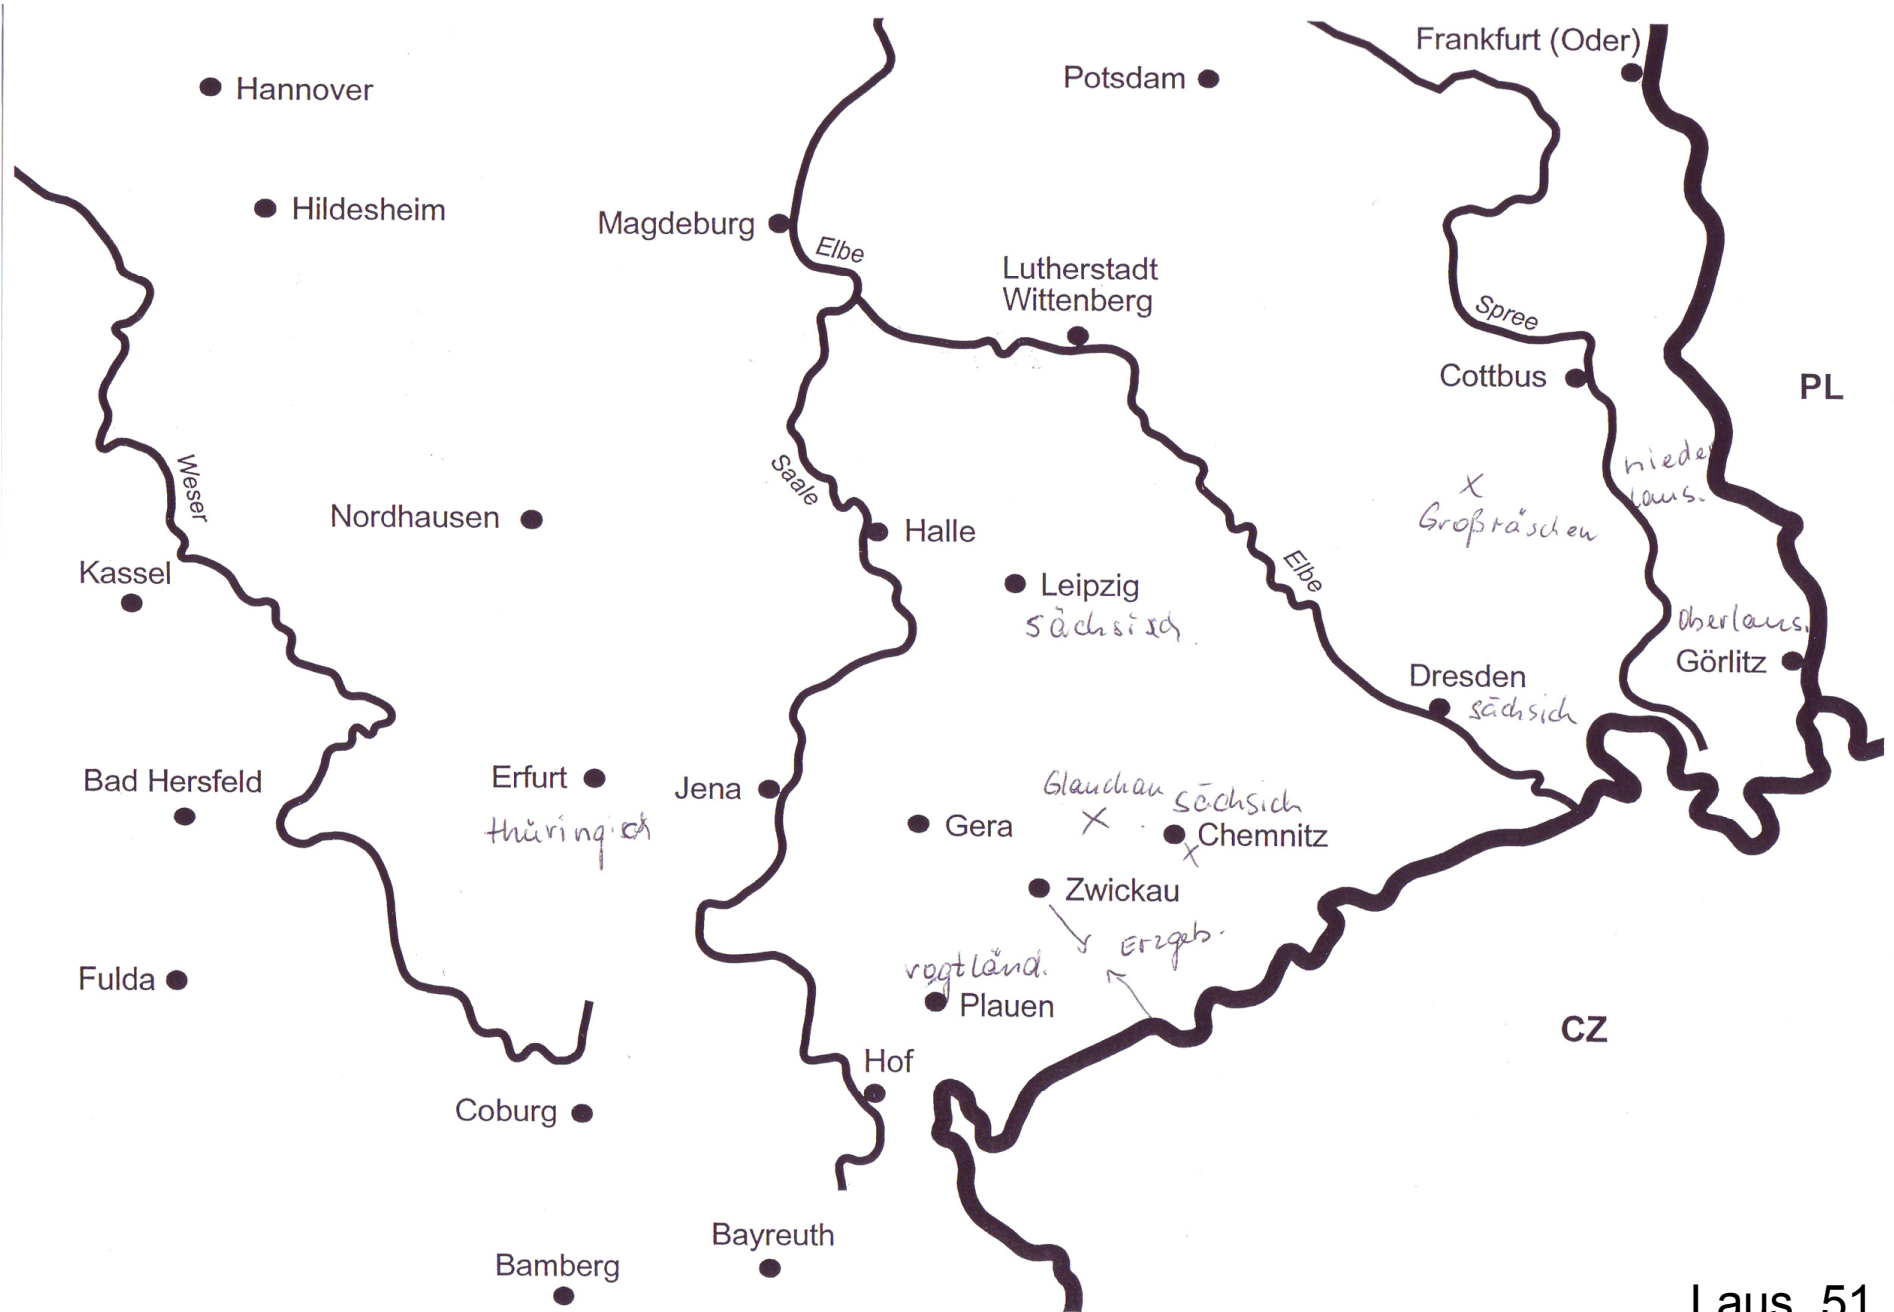 Frankfurt (Oder)
Hannover
Potsdam
Hildesheim
Magdeburg
Elbe
Lutherstadt
Wittenberg
Spree
Cottbus
PL
nieder
laus.
Weser
Saale
x
Großräschen
Nordhausen
Halle
Kassel
Leipzig
sächsisch
Elbe
oberlaus.
Görlitz
Dresden
sächsich
Bad Hersfeld
Erfurt
thüringisch
Jena
Glauchau
x
sächsich
Gera
Chemnitz
x
Zwickau
Erzgeb.
vogtländ.
Fulda
Plauen
CZ
Hof
Coburg
Bayreuth
Bamberg
Laus_51